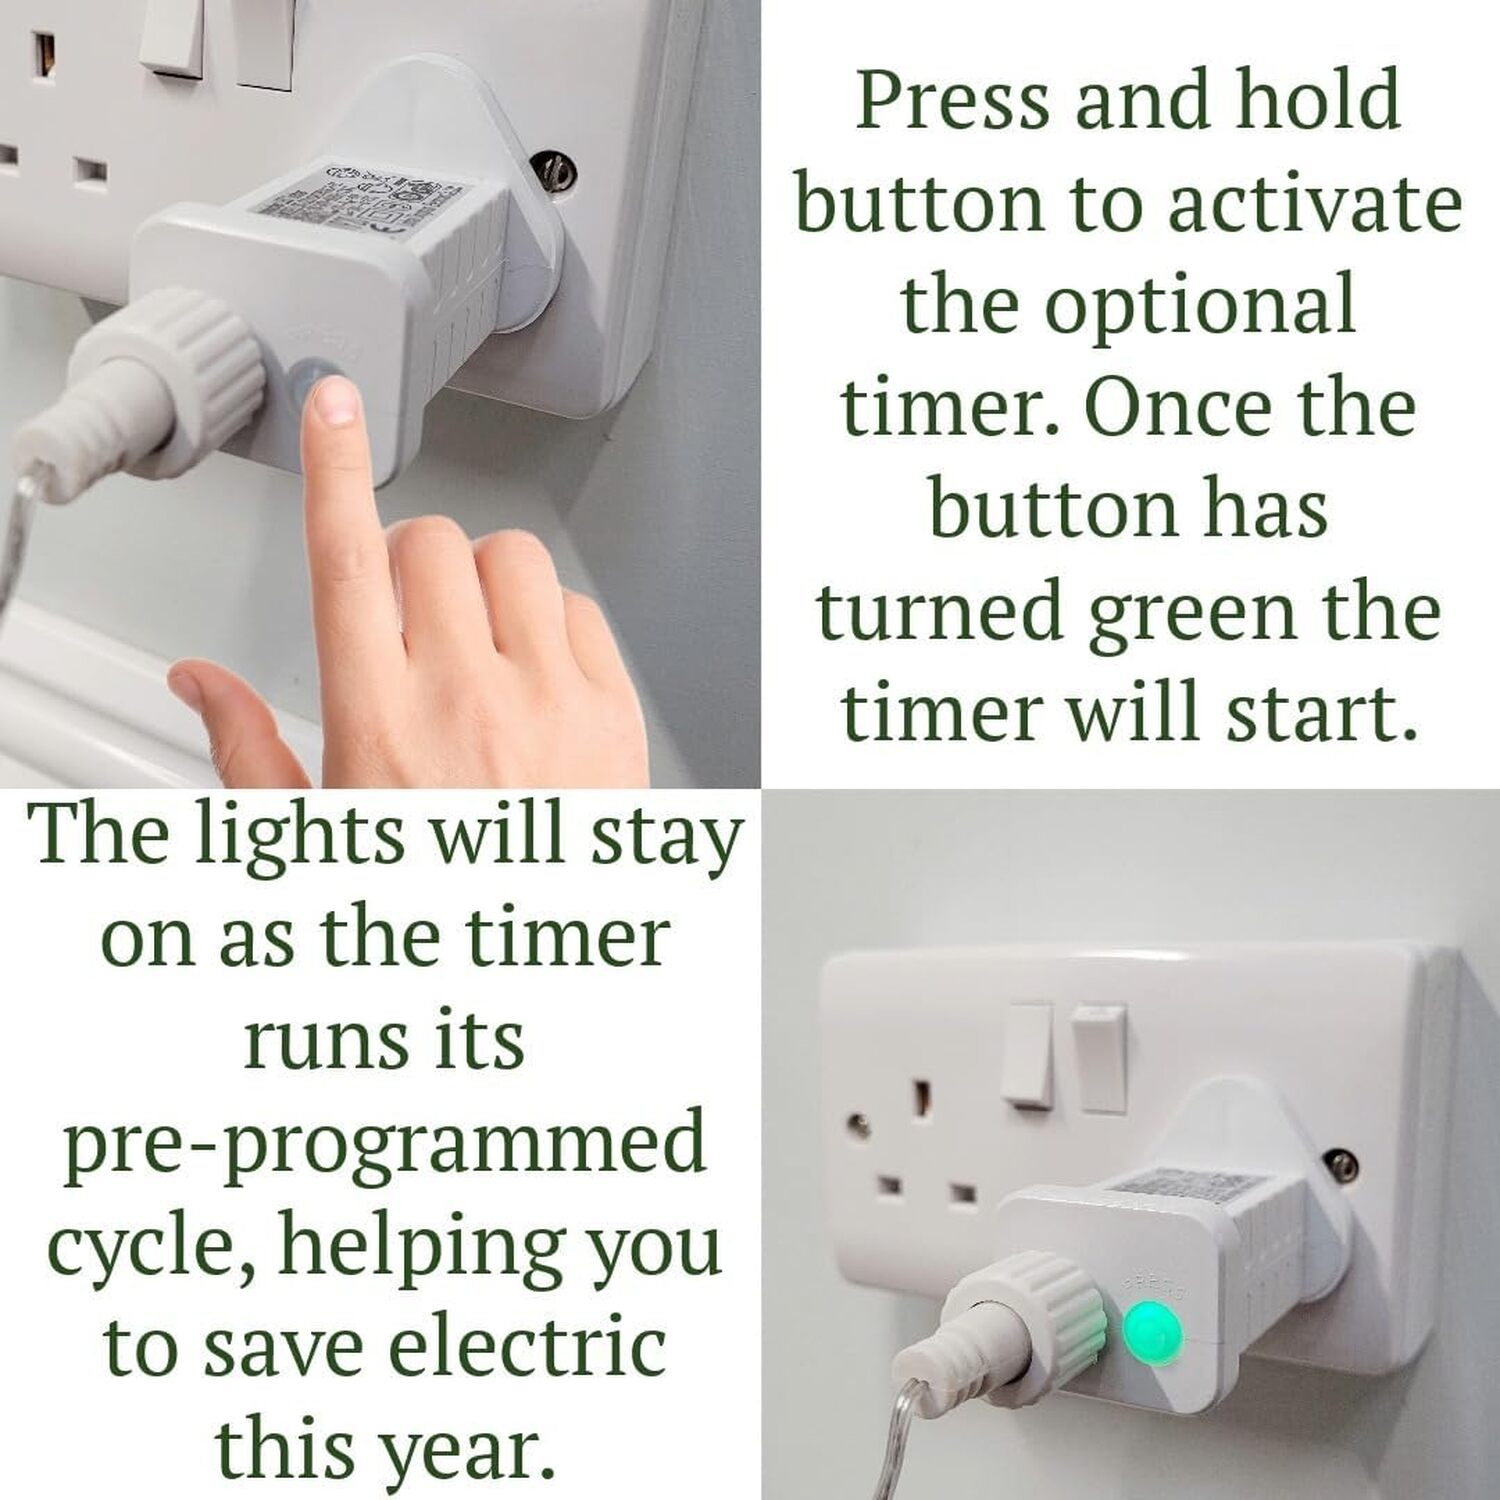 Press and hold
button to activate
the optional
timer. Once the
button has
turned green the
timer will start.
The lights will stay
on as the timer
runs its
pre-programmed
cycle, helping you
to save electric
this year.